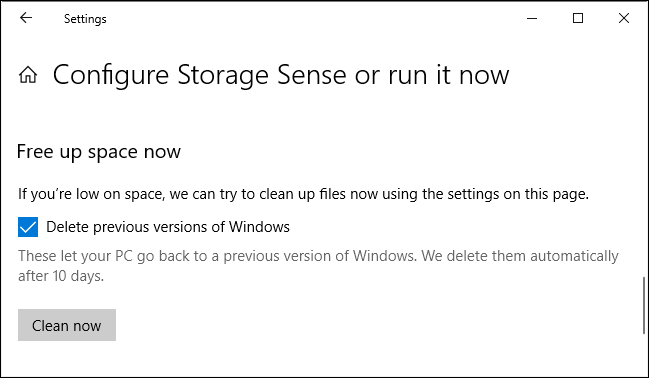 Settings
Configure Storage Sense or run it now
Free up space now
If you're low on space, we can try to clean up files now using the settings on this page.
Delete previous versions of Windows
These let your PC go back to a previous version of Windows. We delete them automatically
after 10 days.
Clean now